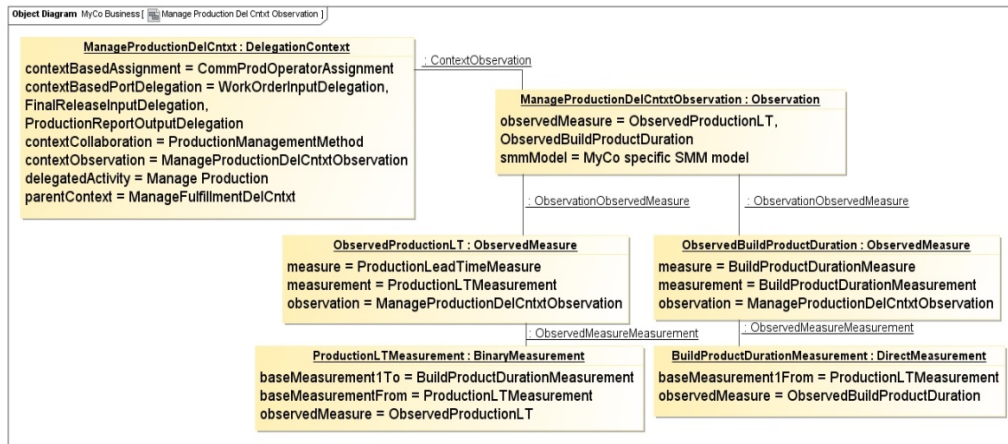 Object Diagram MyCo Business [ Manage Production Del Cntxt Observation ]
ManageProductionDelCntxt : DelegationContext
contextBasedAssignment = CommProdOperatorAssignment
contextBasedPortDelegation = WorkOrderInputDelegation,
FinalReleaseInputDelegation,
ProductionReportOutputDelegation
contextCollaboration = ProductionManagementMethod
contextObservation = ManageProductionDelCntxtObservation
delegatedActivity = Manage Production
parentContext = ManageFulfillmentDelCntxt
: ContextObservation
ManageProductionDelCntxtObservation : Observation
observedMeasure = ObservedProductionLT,
ObservedBuildProductDuration
smmModel = MyCo specific SMM model
: ObservationObservedMeasure
: ObservationObservedMeasure
ObservedProductionLT : ObservedMeasure
measure = ProductionLeadTimeMeasure
measurement = ProductionLTMeasurement
observation = ManageProductionDelCntxtObservation
ObservedBuildProductDuration : ObservedMeasure
measure = BuildProductDurationMeasure
measurement = BuildProductDurationMeasurement
observation = ManageProductionDelCntxtObservation
: ObservedMeasureMeasurement
: ObservedMeasureMeasurement
ProductionLTMeasurement : BinaryMeasurement
baseMeasurement1To = BuildProductDurationMeasurement
baseMeasurementFrom = ProductionLTMeasurement
observedMeasure = ObservedProductionLT
BuildProductDurationMeasurement : DirectMeasurement
baseMeasurement1From = ProductionLTMeasurement
observedMeasure = ObservedBuildProductDuration